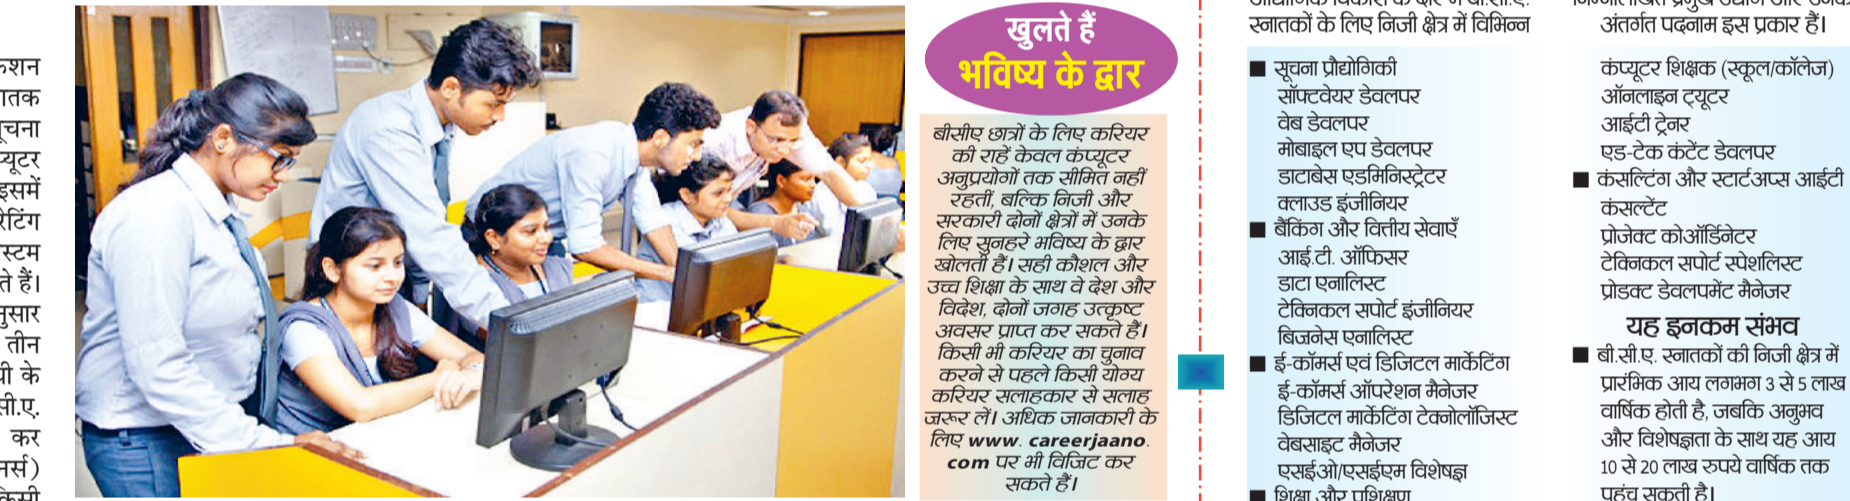 तीन
कर
खुलते हैं
भविष्य के द्वार
बीसीए छात्रों के लिए करियर
की राहें केवल कंप्यूटर
अनुप्रयोगों तक सीमित नहीं
रहतीं, बल्कि निजी और
सरकारी दोनों क्षेत्रों में उनके
लिए सुनहरे भविष्य के द्वार
खोलती हैं। सही कौशल और
उच्च शिक्षा के साथ वे देश और
विदेश, दोनों जगह उत्कृष्ट
अवसर प्राप्त कर सकते हैं।
किसी भी करियर का चुनाव
करने से पहले किसी योग्य
करियर सलाहकार से सलाह
जरूर लें। अधिक जानकारी के
लिए www. careerjaano.
com पर भी विजिट कर
सकते हैं।
स्नातकों के लिए निजी क्षेत्र में विभिन्न
■ सूचना प्रौद्योगिकी
सॉफ्टवेयर डेवलपर
वेब डेवलपर
मोबाइल एप डेवलपर
डाटाबेस एडमिनिस्ट्रेटर
क्लाउड इंजीनियर
■ बैंकिंग और वित्तीय सेवाएँ
आई.टी. ऑफिसर
डाटा एनालिस्ट
टेक्निकल सपोर्ट इंजीनियर
बिजनेस एनालिस्ट
■ ई-कॉमर्स एवं डिजिटल मार्केटिंग
ई-कॉमर्स ऑपरेशन मैनेजर
डिजिटल मार्केटिंग टेक्नोलॉजिस्ट
वेबसाइट मैनेजर
एसईओ/एसईएम विशेषज्ञ
■ शिक्षा और प्रशिक्षण
अंतर्गत पदनाम इस प्रकार हैं।
कंप्यूटर शिक्षक (स्कूल/कॉलेज)
ऑनलाइन ट्यूटर
आईटी ट्रेनर
एड-टेक कंटेंट डेवलपर
■ कंसल्टिंग और स्टार्टअप्स आईटी
कंसल्टेंट
प्रोजेक्ट कोऑर्डिनेटर
टेक्निकल सपोर्ट स्पेशलिस्ट
प्रोडक्ट डेवलपमेंट मैनेजर
यह इनकम संभव
■ बी.सी.ए. स्नातकों की निजी क्षेत्र में
प्रारंभिक आय लगभग 3 से 5 लाख
वार्षिक होती है, जबकि अनुभव
और विशेषज्ञता के साथ यह आय
10 से 20 लाख रुपये वार्षिक तक
पहुंच सकती है।